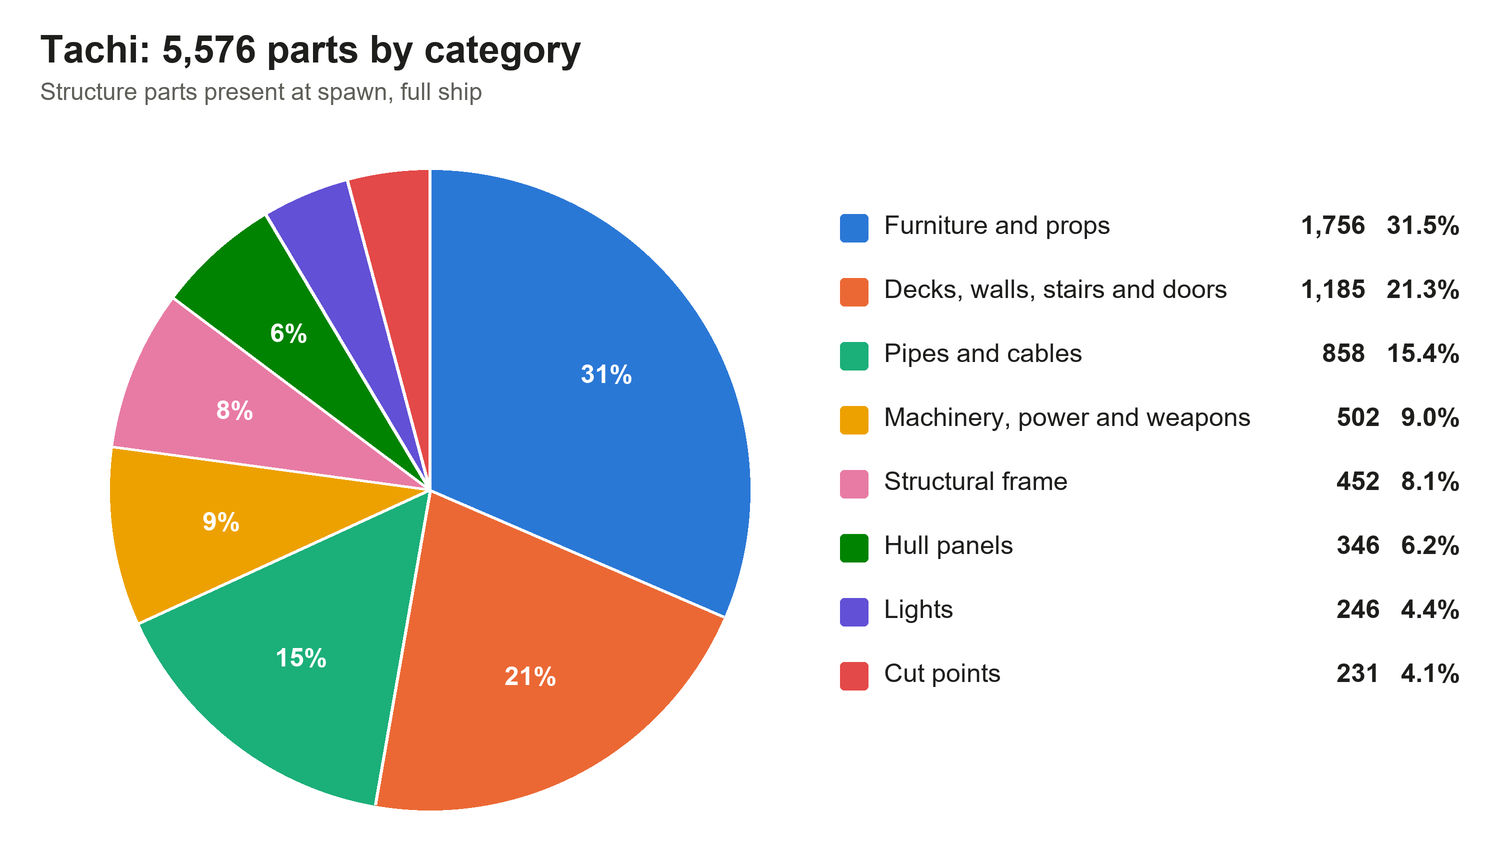 Tachi: 5,576 parts by category
Structure parts present at spawn, full ship
31%
21%
15%
9%
8%
6%
Furniture and props 1,756 31.5%
Decks, walls, stairs and doors 1,185 21.3%
Pipes and cables 858 15.4%
Machinery, power and weapons 502 9.0%
Structural frame 452 8.1%
Hull panels 346 6.2%
Lights 246 4.4%
Cut points 231 4.1%